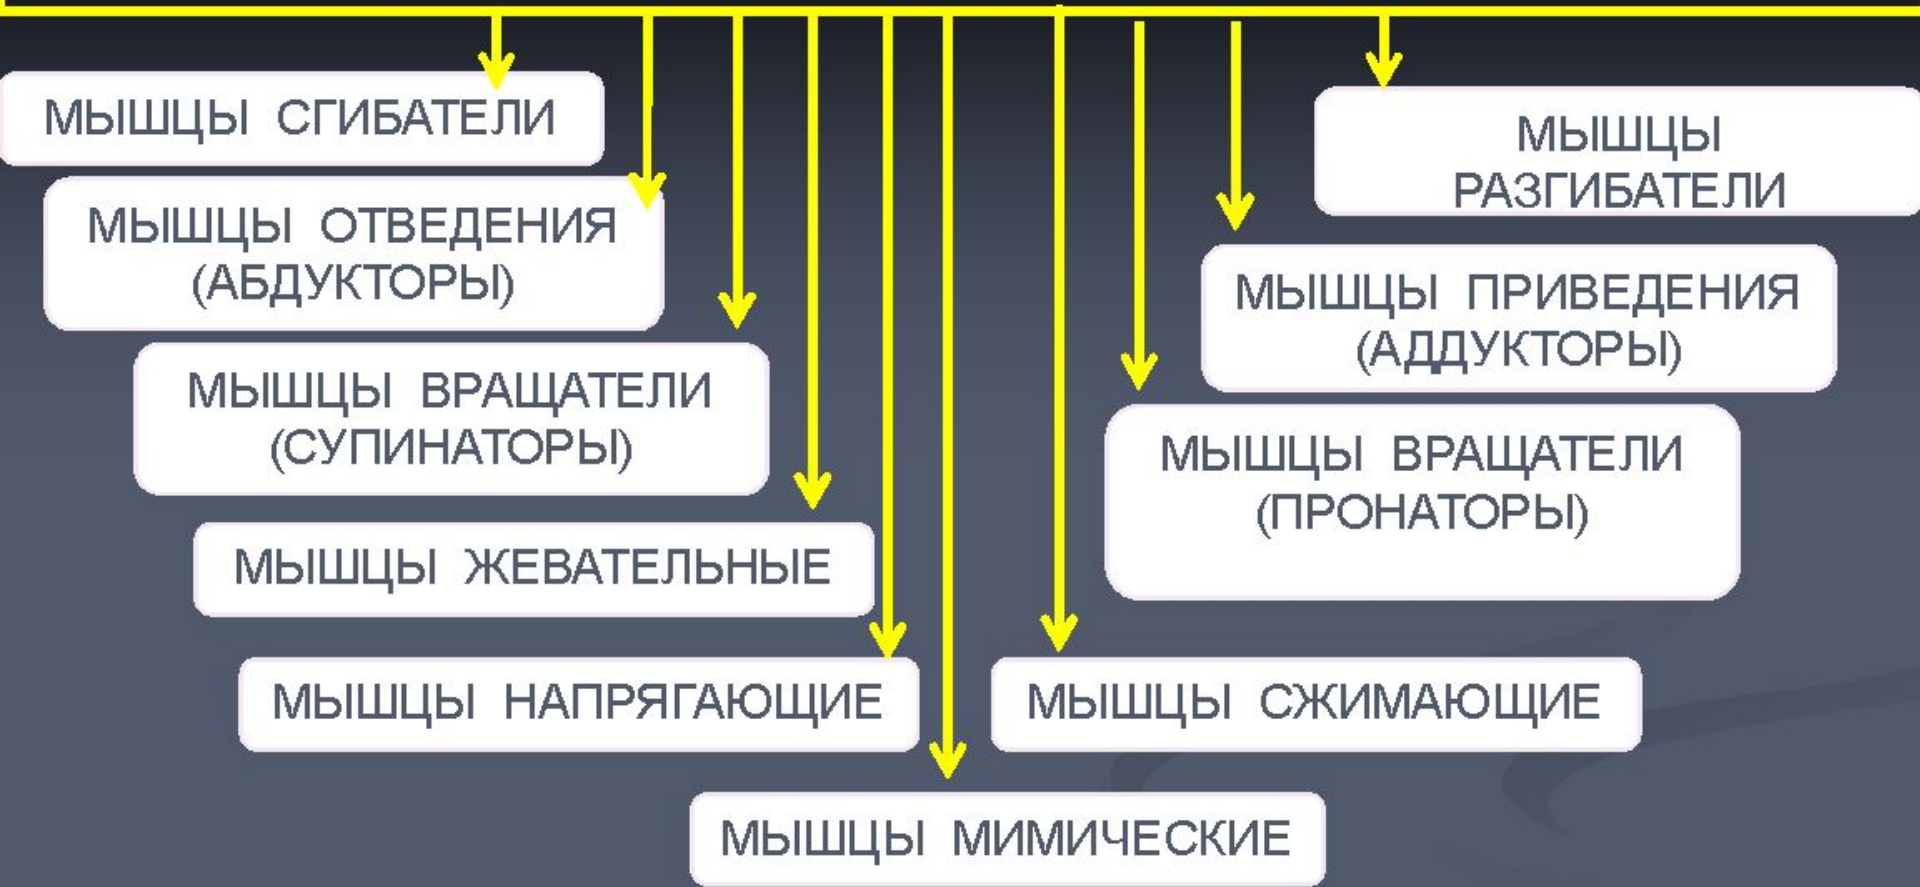 МЫШЦЫ СГИБАТЕЛИ
МЫШЦЫ ОТВЕДЕНИЯ
(АБДУКТОРЫ)
МЫШЦЫ ВРАЩАТЕЛИ
(СУПИНАТОРЫ)
МЫШЦЫ ЖЕВАТЕЛЬНЫЕ
МЫШЦЫ НАПРЯГАЮЩИЕ
МЫШЦЫ МИМИЧЕСКИЕ
МЫШЦЫ СЖИМАЮЩИЕ
МЫШЦЫ ВРАЩАТЕЛИ
(ПРОНАТОРЫ)
МЫШЦЫ ПРИВЕДЕНИЯ
(АДДУКТОРЫ)
МЫШЦЫ
РАЗГИБАТЕЛИ